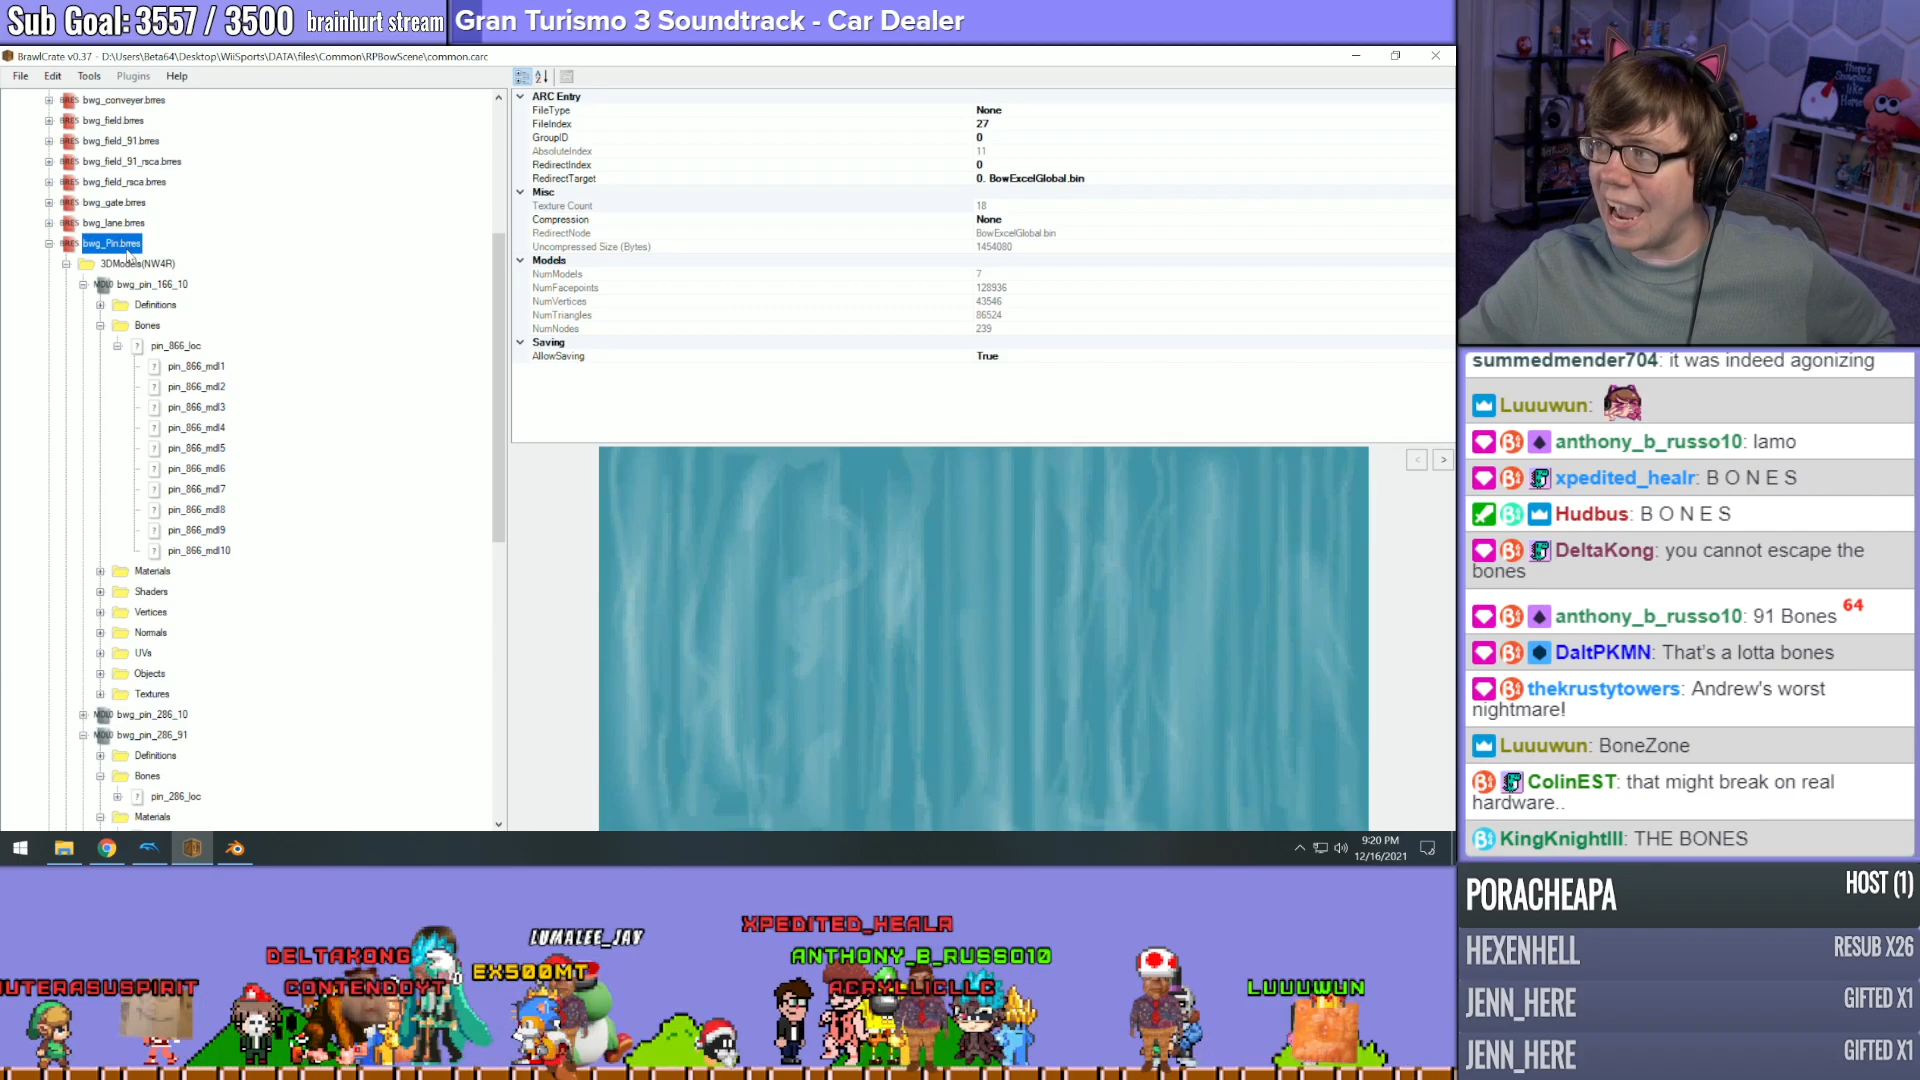 Sub Goal: 3557 / 3500 brainhurt stream
Gran Turismo 3 Soundtrack - Car Dealer
BrawlCrate v0.37 - D:\Users\Beta64\Desktop\WiiSports\DATA\files\Common\RPBowScene\common.carc
File Edit Tools Plugins Help
bwg_conveyer.brres
bwg_field.brres
bwg_field_91.brres
bwg_field_91_rsca.brres
bwg_field_rsca.brres
bwg_gate.brres
bwg_lane.brres
bwg_Pin.brres
3DModels(NW4R)
bwg_pin_166_10
Definitions
Bones
pin_866_loc
pin_866_mdl1
pin_866_mdl2
pin_866_mdl3
pin_866_mdl4
pin_866_mdl5
pin_866_mdl6
pin_866_mdl7
pin_866_mdl8
pin_866_mdl9
pin_866_mdl10
Materials
Shaders
Vertices
Normals
UVs
Objects
Textures
bwg_pin_286_10
bwg_pin_286_91
Definitions
Bones
pin_286_loc
Materials
ARC Entry
FileType None
FileIndex 27
GroupID 0
AbsoluteIndex 11
RedirectIndex 0
RedirectTarget 0. BowExcelGlobal.bin
Misc
Texture Count 18
Compression None
RedirectNode BowExcelGlobal.bin
Uncompressed Size (Bytes) 1454080
Models
NumModels 7
NumFacepoints 128936
NumVertices 43546
NumTriangles 86524
NumNodes 239
Saving
AllowSaving True
< >
9:20 PM
12/16/2021
summedmender704: it was indeed agonizing
Luuuwun:
anthony_b_russo10: lamo
xpedited_healr: B O N E S
Hudbus: B O N E S
DeltaKong: you cannot escape the
bones
anthony_b_russo10: 91 Bones 64
DaltPKMN: That's a lotta bones
thekrustytowers: Andrew's worst
nightmare!
Luuuwun: BoneZone
ColinEST: that might break on real
hardware..
KingKnightIII: THE BONES
PORACHEAPA HOST (1)
HEXENHELL RESUB X26
JENN_HERE GIFTED X1
JENN_HERE GIFTED X1
XPEDITED_HEALR
LUMALEE_JAY
DELTAKONG
ANTHONY_B_RUSSO10
EX500MT
UTERASUSPIRIT
CONTENDOYT
ACRYLLICLLC
LUUUWUN